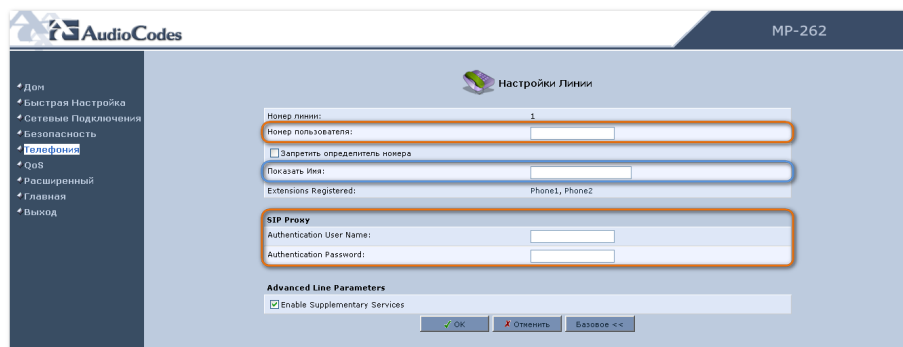 AudioCodes
MP-262
Дом
Быстрая Настройка
Сетевые Подключения
Безопасность
Телефония
QoS
Расширенный
Главная
Выход
Настройки Линии
Номер линии: 1
Номер пользователя:
Запретить определитель номера
Показать Имя:
Extensions Registered: Phone1, Phone2
SIP Proxy
Authentication User Name:
Authentication Password:
Advanced Line Parameters
Enable Supplementary Services
OK Отменить Базовое <<